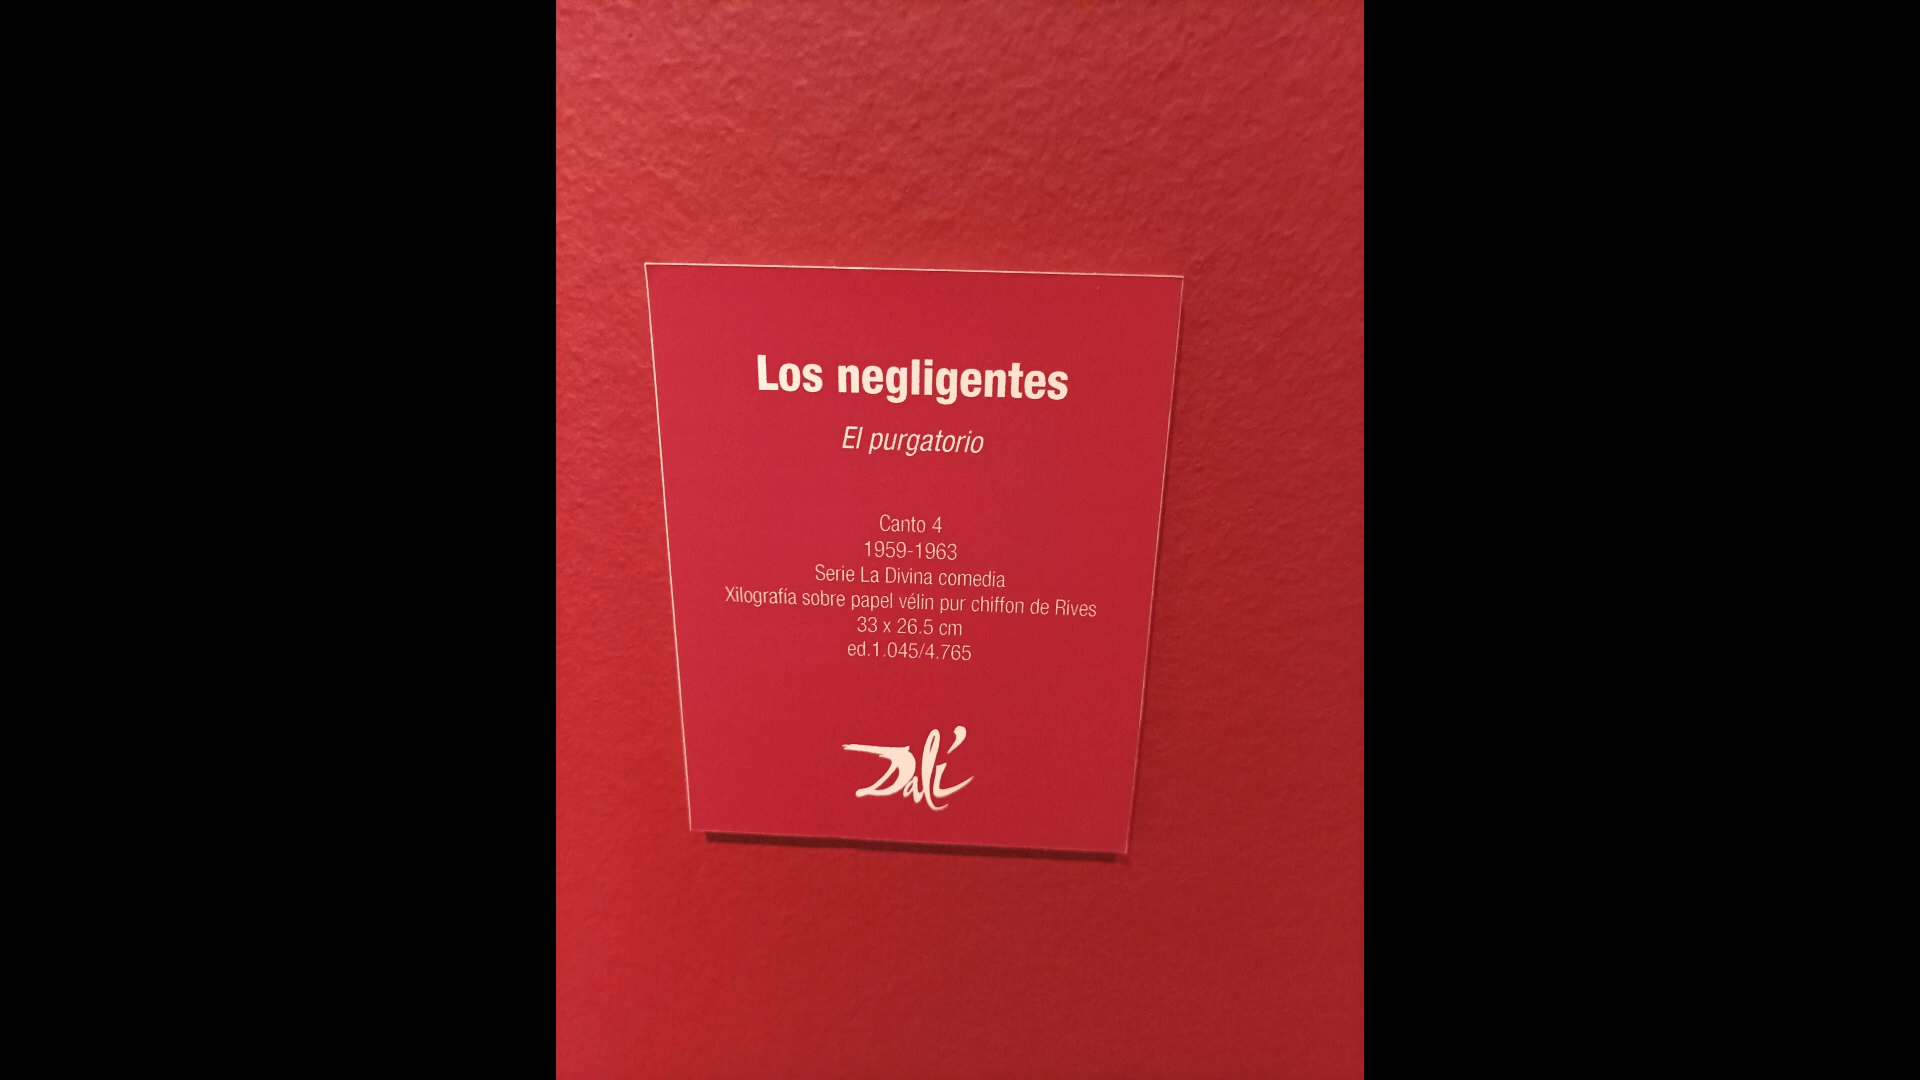 Los negligentes
El purgatorio
Canto 4
1959-1963
Serie La Divina comedia
Xilografía sobre papel vélin pur chiffon de Rives
33 x 26.5 cm
ed.1.045/4.765
Dalí